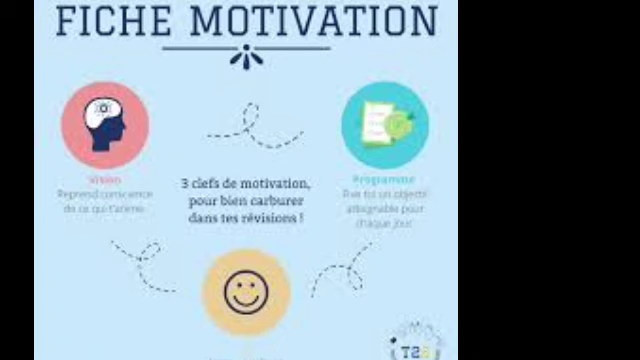 FICHE MOTIVATION
Vision
Reprend conscience
de ce qui t'anime
3 clefs de motivation,
pour bien carburer
dans tes révisions !
Programme
Fixe toi un objectif
atteignable pour
chaque jour